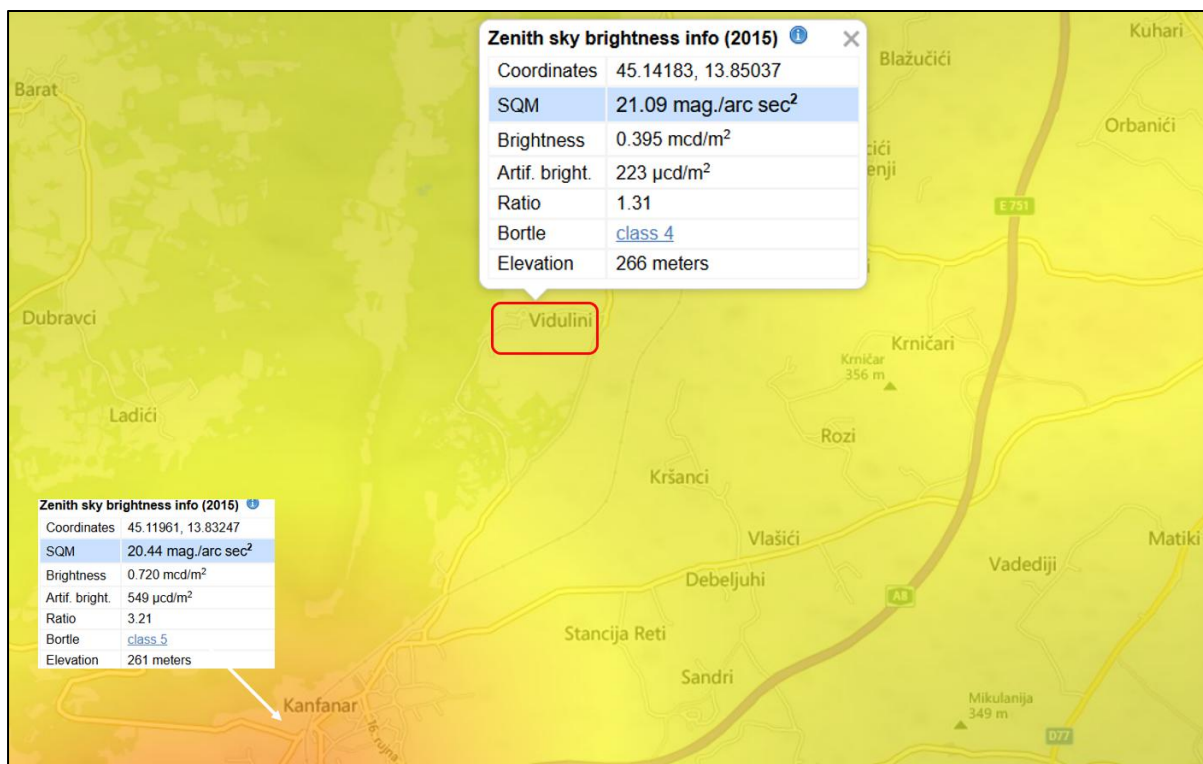 Zenith sky brightness info (2015)
Coordinates 45.14183, 13.85037
SQM 21.09 mag./arc sec²
Brightness 0.395 mcd/m²
Artif. bright. 223 µcd/m²
Ratio 1.31
Bortle class 4
Elevation 266 meters
Kuhari
Blažučići
Barat
Orbanići
čići
enji
E 751
Dubravci
Vidulini
Krničari
Krničar
356 m
Ladići
Rozi
Kršanci
Zenith sky brightness info (2015)
Coordinates 45.11961, 13.83247
SQM 20.44 mag./arc sec²
Brightness 0.720 mcd/m²
Artif. bright. 549 µcd/m²
Ratio 3.21
Bortle class 5
Elevation 261 meters
Vlašići
Matiki
Vadediji
Debeljuhi
A8
Stancija Reti
Sandri
Kanfanar
Mikulanija
349 m
16. rujna
D77